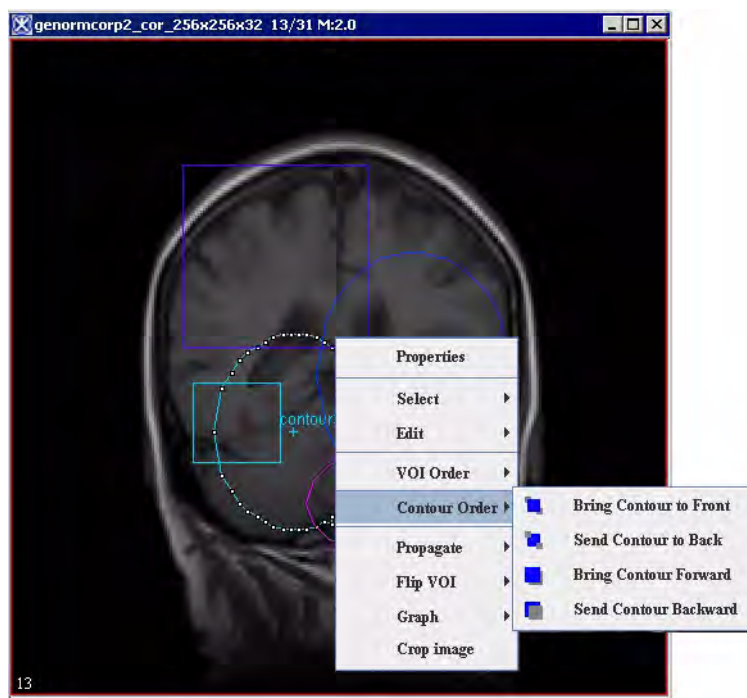 genormcorp2_cor_256x256x32 13/31 M:2.0
Properties
Select
Edit
contour
VOI Order
Contour Order
Bring Contour to Front
Send Contour to Back
Bring Contour Forward
Send Contour Backward
Propagate
Flip VOI
Graph
Crop image
13